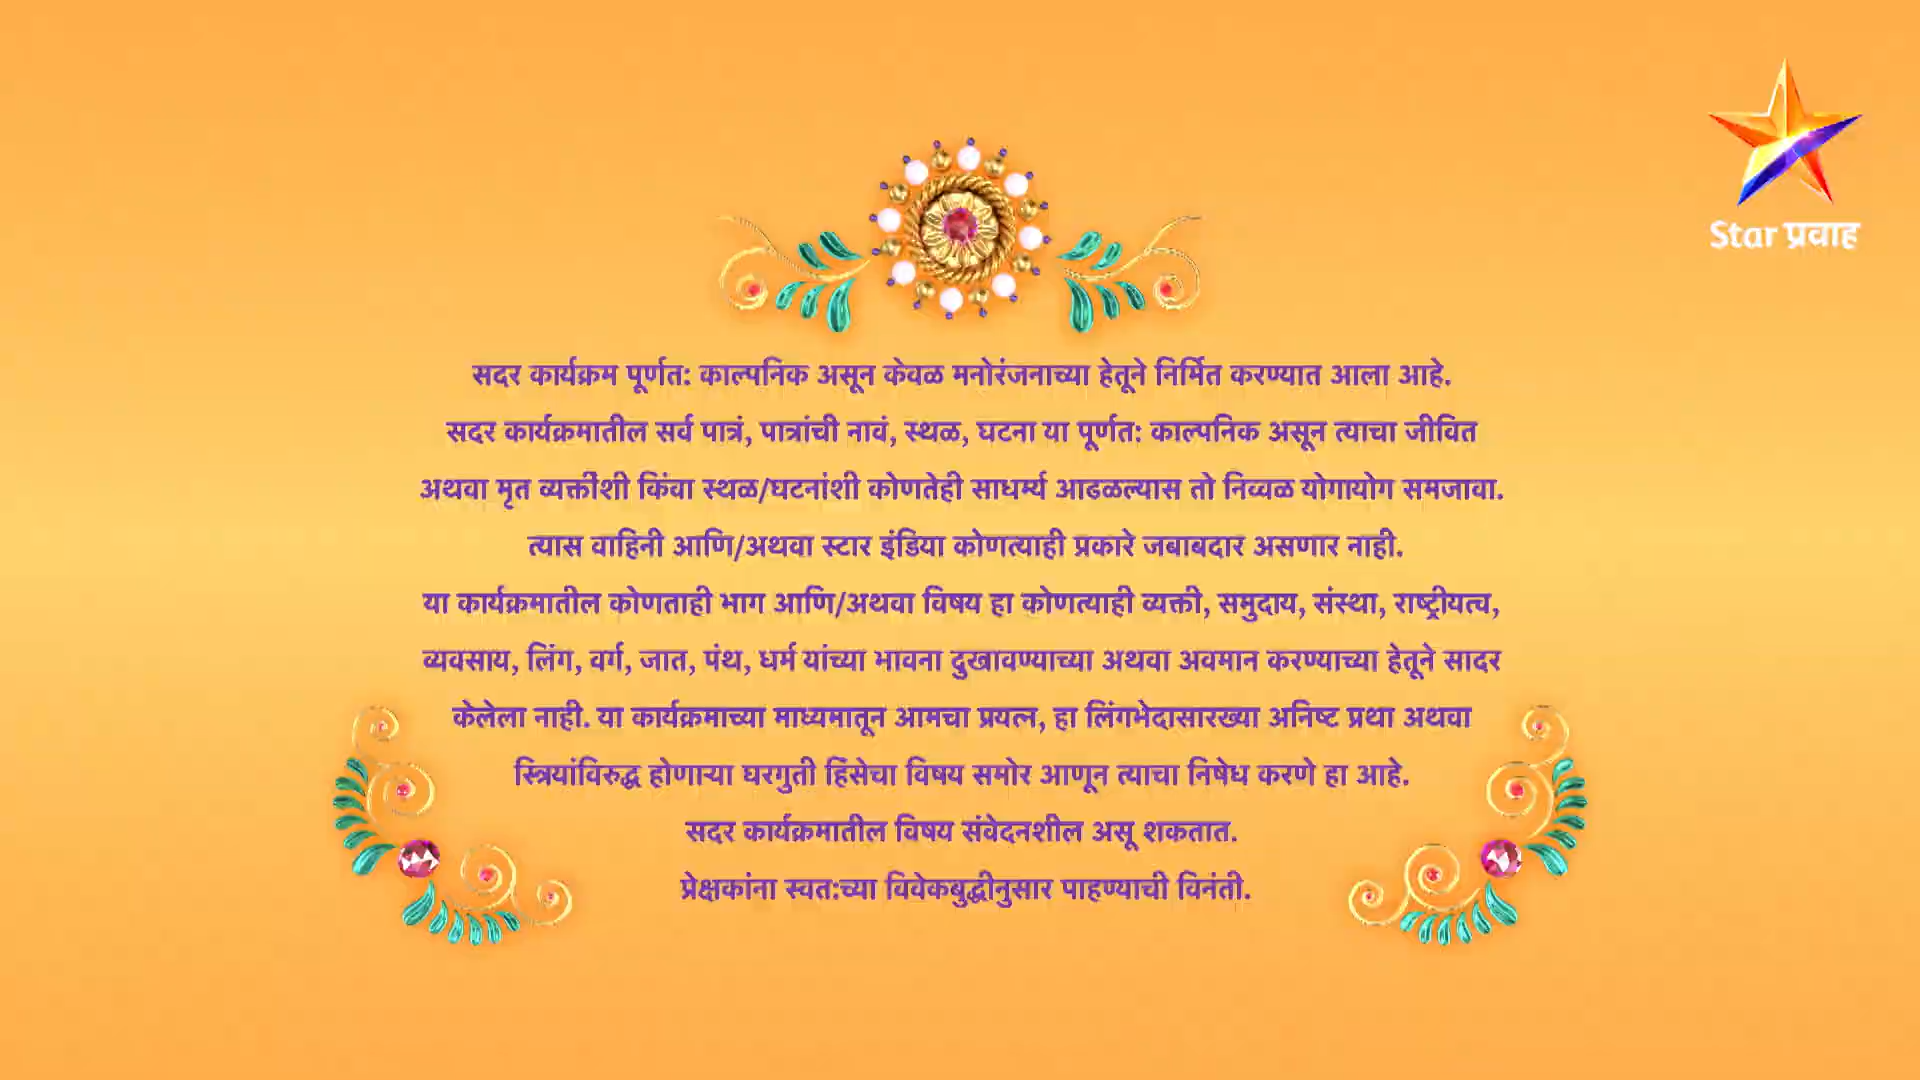 Star प्रवाह
सदर कार्यक्रम पूर्णत: काल्पनिक असून केवळ मनोरंजनाच्या हेतूने निर्मित करण्यात आला आहे.
सदर कार्यक्रमातील सर्व पात्रं, पात्रांची नावं, स्थळ, घटना या पूर्णत: काल्पनिक असून त्याचा जीवित
अथवा मृत व्यक्तींशी किंवा स्थळ/घटनांशी कोणतेही साधर्म्य आढळल्यास तो निव्वळ योगायोग समजावा.
त्यास वाहिनी आणि/अथवा स्टार इंडिया कोणत्याही प्रकारे जबाबदार असणार नाही.
या कार्यक्रमातील कोणताही भाग आणि/अथवा विषय हा कोणत्याही व्यक्ती, समुदाय, संस्था, राष्ट्रीयत्व,
व्यवसाय, लिंग, वर्ग, जात, पंथ, धर्म यांच्या भावना दुखावण्याच्या अथवा अवमान करण्याच्या हेतूने सादर
केलेला नाही. या कार्यक्रमाच्या माध्यमातून आमचा प्रयत्न, हा लिंगभेदासारख्या अनिष्ट प्रथा अथवा
स्त्रियांविरुद्ध होणाऱ्या घरगुती हिंसेचा विषय समोर आणून त्याचा निषेध करणे हा आहे.
सदर कार्यक्रमातील विषय संवेदनशील असू शकतात.
प्रेक्षकांना स्वत:च्या विवेकबुद्धीनुसार पाहण्याची विनंती.